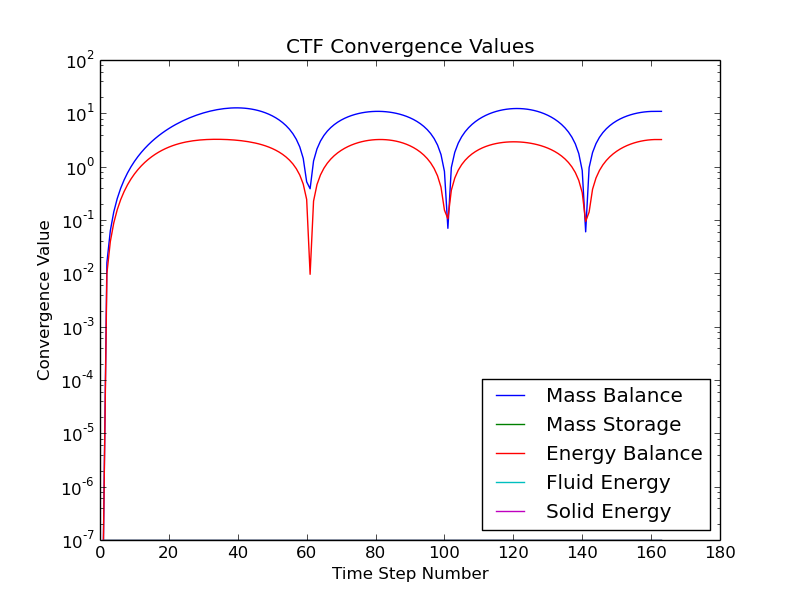 CTF Convergence Values
Convergence Value
10^2
10^1
10^0
10^-1
10^-2
10^-3
10^-4
10^-5
10^-6
10^-7
Mass Balance
Mass Storage
Energy Balance
Fluid Energy
Solid Energy
0 20 40 60 80 100 120 140 160 180
Time Step Number